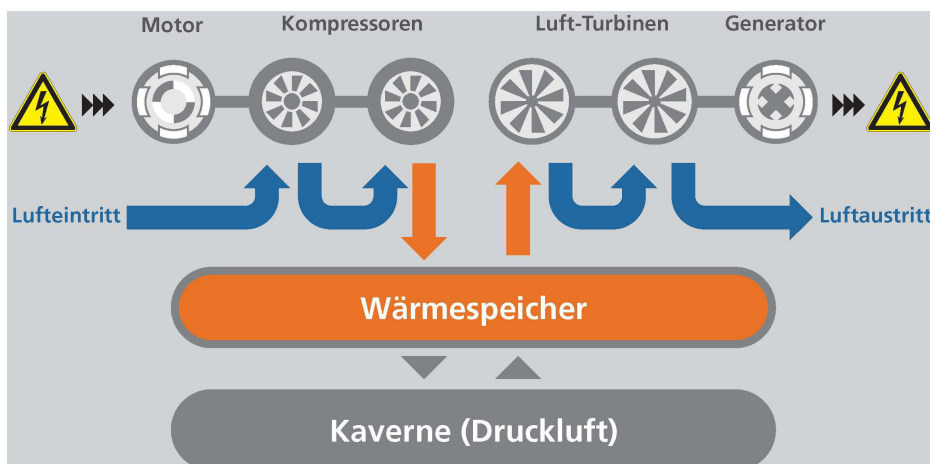 Motor
Kompressoren
Luft-Turbinen
Generator
Lufteintritt
Luftaustritt
Wärmespeicher
Kaverne (Druckluft)